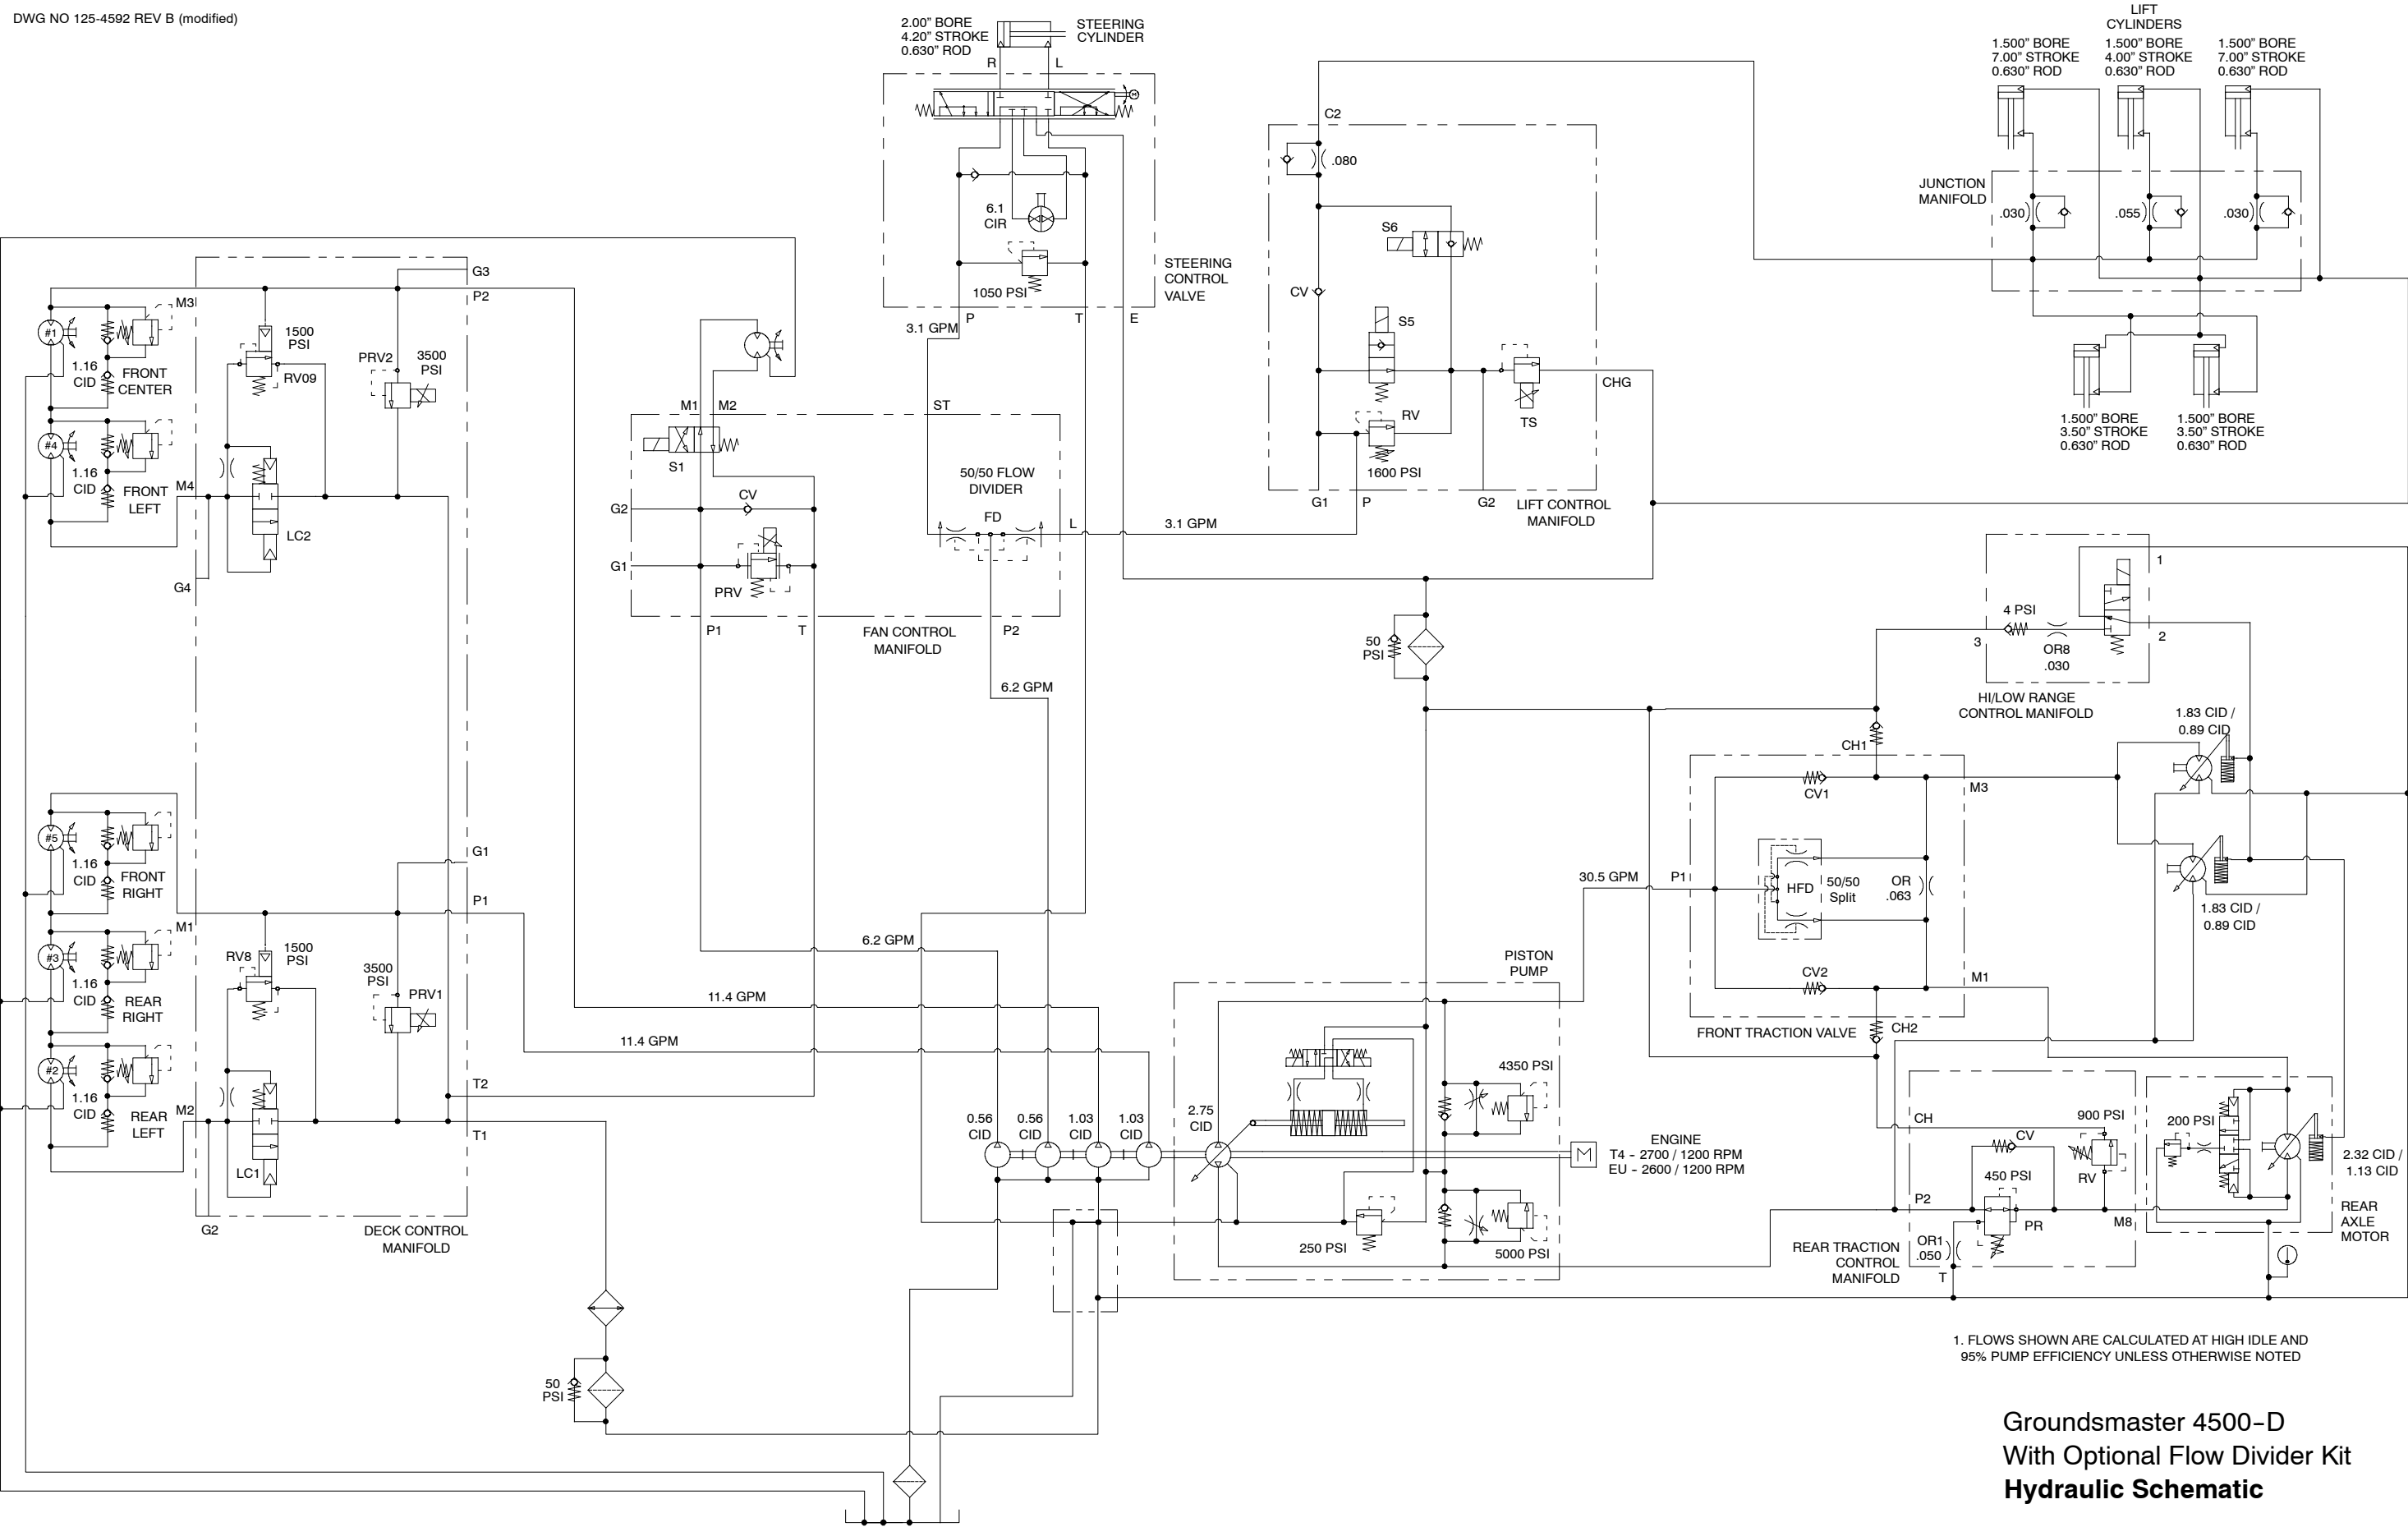 DWG NO 125-4592 REV B (modified)
2.00" BORE
4.20" STROKE
0.630" ROD
STEERING
CYLINDER
R
L
M
6.1
CIR
1050 PSI
STEERING
CONTROL
VALVE
P
T
E
3.1 GPM
LIFT
CYLINDERS
1.500" BORE
7.00" STROKE
0.630" ROD
1.500" BORE
4.00" STROKE
0.630" ROD
1.500" BORE
7.00" STROKE
0.630" ROD
JUNCTION
MANIFOLD
.030
.055
.030
1.500" BORE
3.50" STROKE
0.630" ROD
1.500" BORE
3.50" STROKE
0.630" ROD
C2
.080
S6
CV
S5
CHG
TS
RV
1600 PSI
G1
P
G2
LIFT CONTROL
MANIFOLD
G3
P2
M3
#1
1.16
CID
FRONT
CENTER
1500
PSI
RV09
PRV2
3500
PSI
#4
1.16
CID
FRONT
LEFT
M4
LC2
G4
M1
M2
ST
S1
50/50 FLOW
DIVIDER
CV
G2
FD
L
3.1 GPM
G1
PRV
P1
T
P2
FAN CONTROL
MANIFOLD
6.2 GPM
50
PSI
1
4 PSI
3
OR8
.030
2
HI/LOW RANGE
CONTROL MANIFOLD
1.83 CID /
0.89 CID
CH1
CV1
M3
30.5 GPM
P1
HFD
50/50
Split
OR
.063
1.83 CID /
0.89 CID
CV2
M1
FRONT TRACTION VALVE
CH2
#5
1.16
CID
FRONT
RIGHT
G1
P1
M1
#3
1.16
CID
REAR
RIGHT
RV8
1500
PSI
3500
PSI
PRV1
#2
1.16
CID
REAR
LEFT
M2
LC1
T2
T1
G2
DECK CONTROL
MANIFOLD
6.2 GPM
11.4 GPM
11.4 GPM
PISTON
PUMP
0.56
CID
0.56
CID
1.03
CID
1.03
CID
2.75
CID
4350 PSI
250 PSI
5000 PSI
M
ENGINE
T4 - 2700 / 1200 RPM
EU - 2600 / 1200 RPM
CH
900 PSI
CV
450 PSI
RV
P2
PR
M8
OR1
.050
T
REAR TRACTION
CONTROL
MANIFOLD
200 PSI
2.32 CID /
1.13 CID
REAR
AXLE
MOTOR
50
PSI
1. FLOWS SHOWN ARE CALCULATED AT HIGH IDLE AND
95% PUMP EFFICIENCY UNLESS OTHERWISE NOTED
Groundsmaster 4500-D
With Optional Flow Divider Kit
Hydraulic Schematic